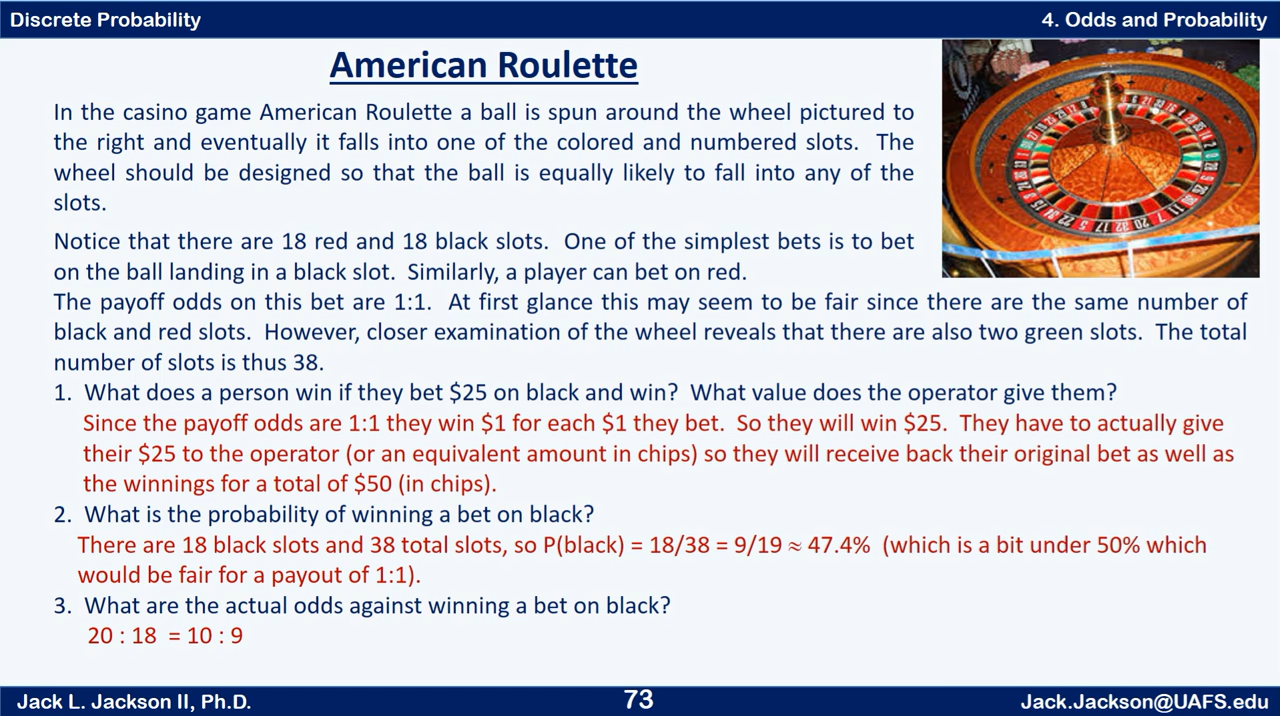 Discrete Probability
4. Odds and Probability
American Roulette
In the casino game American Roulette a ball is spun around the wheel pictured to
the right and eventually it falls into one of the colored and numbered slots. The
wheel should be designed so that the ball is equally likely to fall into any of the
slots.
Notice that there are 18 red and 18 black slots. One of the simplest bets is to bet
on the ball landing in a black slot. Similarly, a player can bet on red.
The payoff odds on this bet are 1:1. At first glance this may seem to be fair since there are the same number of
black and red slots. However, closer examination of the wheel reveals that there are also two green slots. The total
number of slots is thus 38.
1. What does a person win if they bet $25 on black and win? What value does the operator give them?
Since the payoff odds are 1:1 they win $1 for each $1 they bet. So they will win $25. They have to actually give
their $25 to the operator (or an equivalent amount in chips) so they will receive back their original bet as well as
the winnings for a total of $50 (in chips).
2. What is the probability of winning a bet on black?
There are 18 black slots and 38 total slots, so P(black) = 18/38 = 9/19 ≈ 47.4% (which is a bit under 50% which
would be fair for a payout of 1:1).
3. What are the actual odds against winning a bet on black?
20 : 18 = 10 : 9
Jack L. Jackson II, Ph.D.
73
Jack.Jackson@UAFS.edu